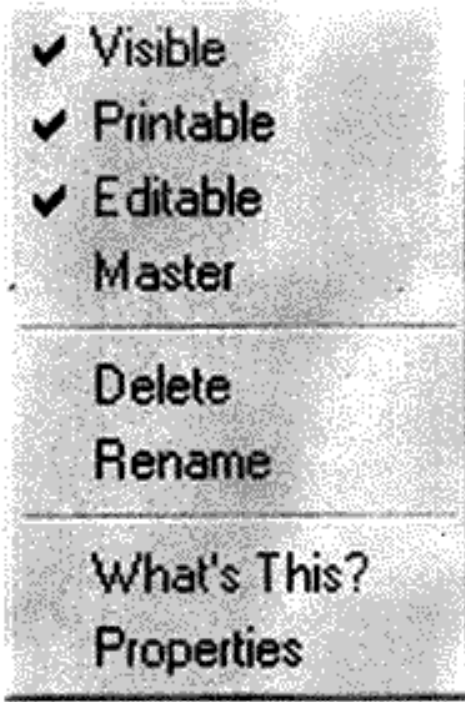 Visible
Printable
Editable
Master
Delete
Rename
What's This?
Properties